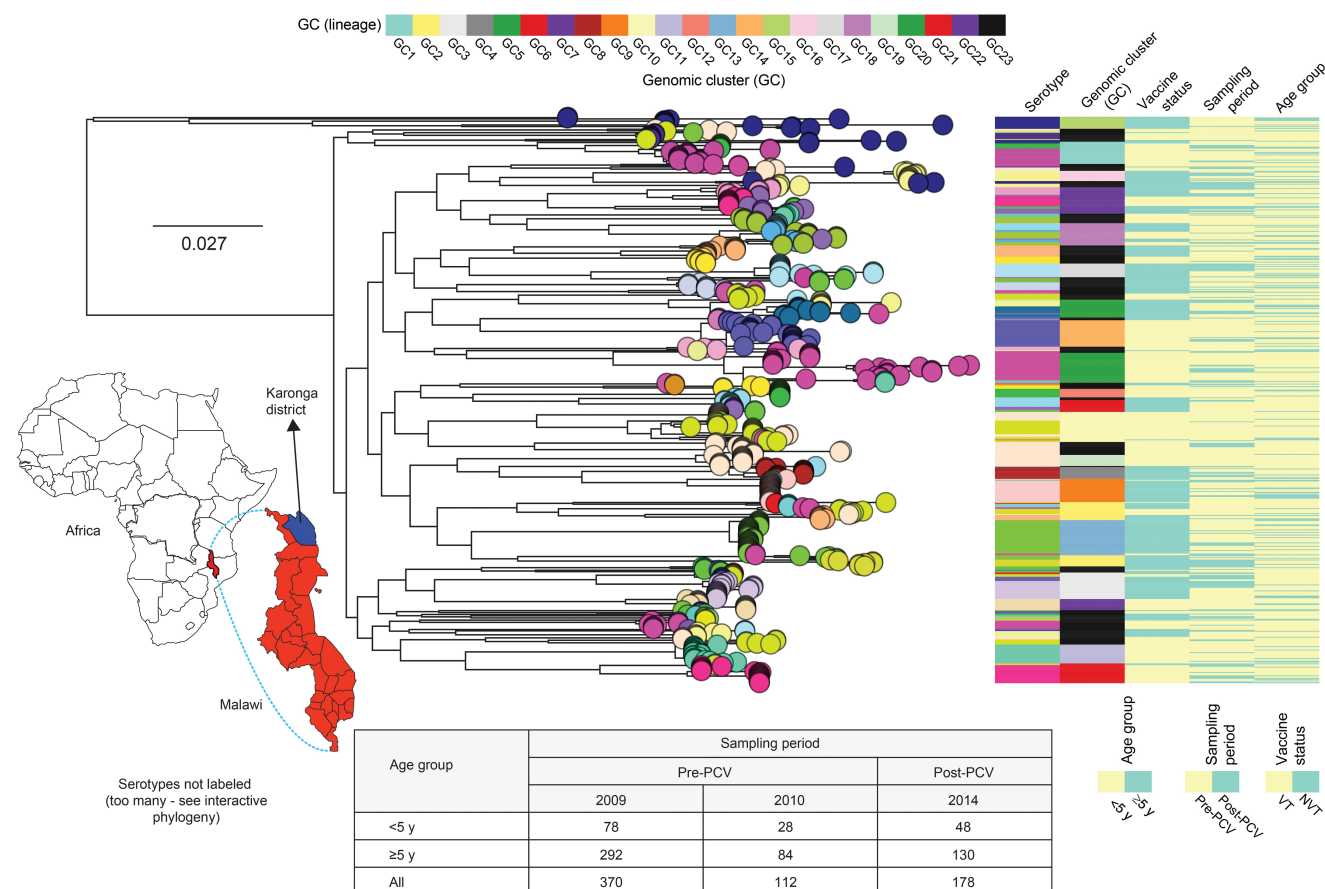 GC (lineage)
GC1 GC2 GC3 GC4 GC5 GC6 GC7 GC8 GC9 GC10 GC11 GC12 GC13 GC14 GC15 GC16 GC17 GC18 GC19 GC20 GC21 GC22 GC23
Genomic cluster (GC)
Serotype
Genomic cluster
(GC)
Vaccine
status
Sampling
period
Age group
0.027
Karonga
district
Africa
Malawi
Serotypes not labeled
(too many - see interactive
phylogeny)
Age group
Sampling period
Pre-PCV Post-PCV
2009 2010 2014
<5 y 78 28 48
≥5 y 292 84 130
All 370 112 178
Age group
<5 y ≥5 y
Sampling
period
Pre-PCV Post-PCV
Vaccine
status
VT NVT